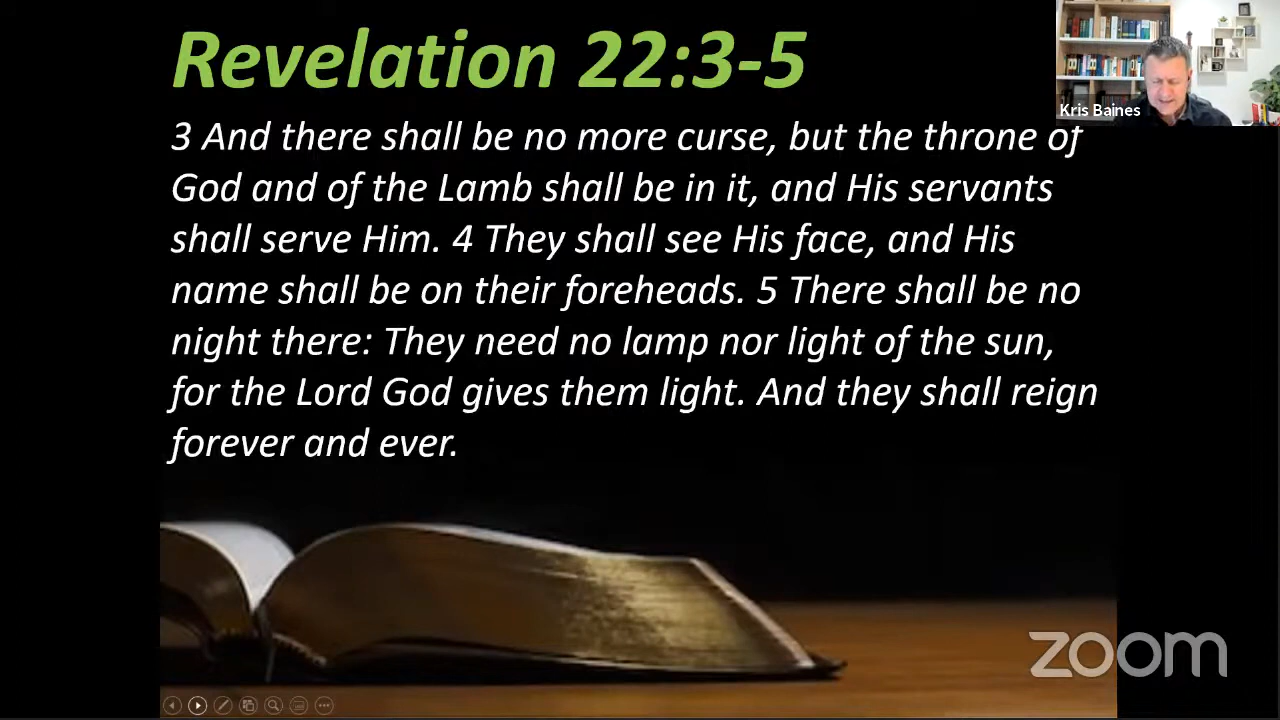 Revelation 22:3-5
Kris Baines
3 And there shall be no more curse, but the throne of
God and of the Lamb shall be in it, and His servants
shall serve Him. 4 They shall see His face, and His
name shall be on their foreheads. 5 There shall be no
night there: They need no lamp nor light of the sun,
for the Lord God gives them light. And they shall reign
forever and ever.
zoom